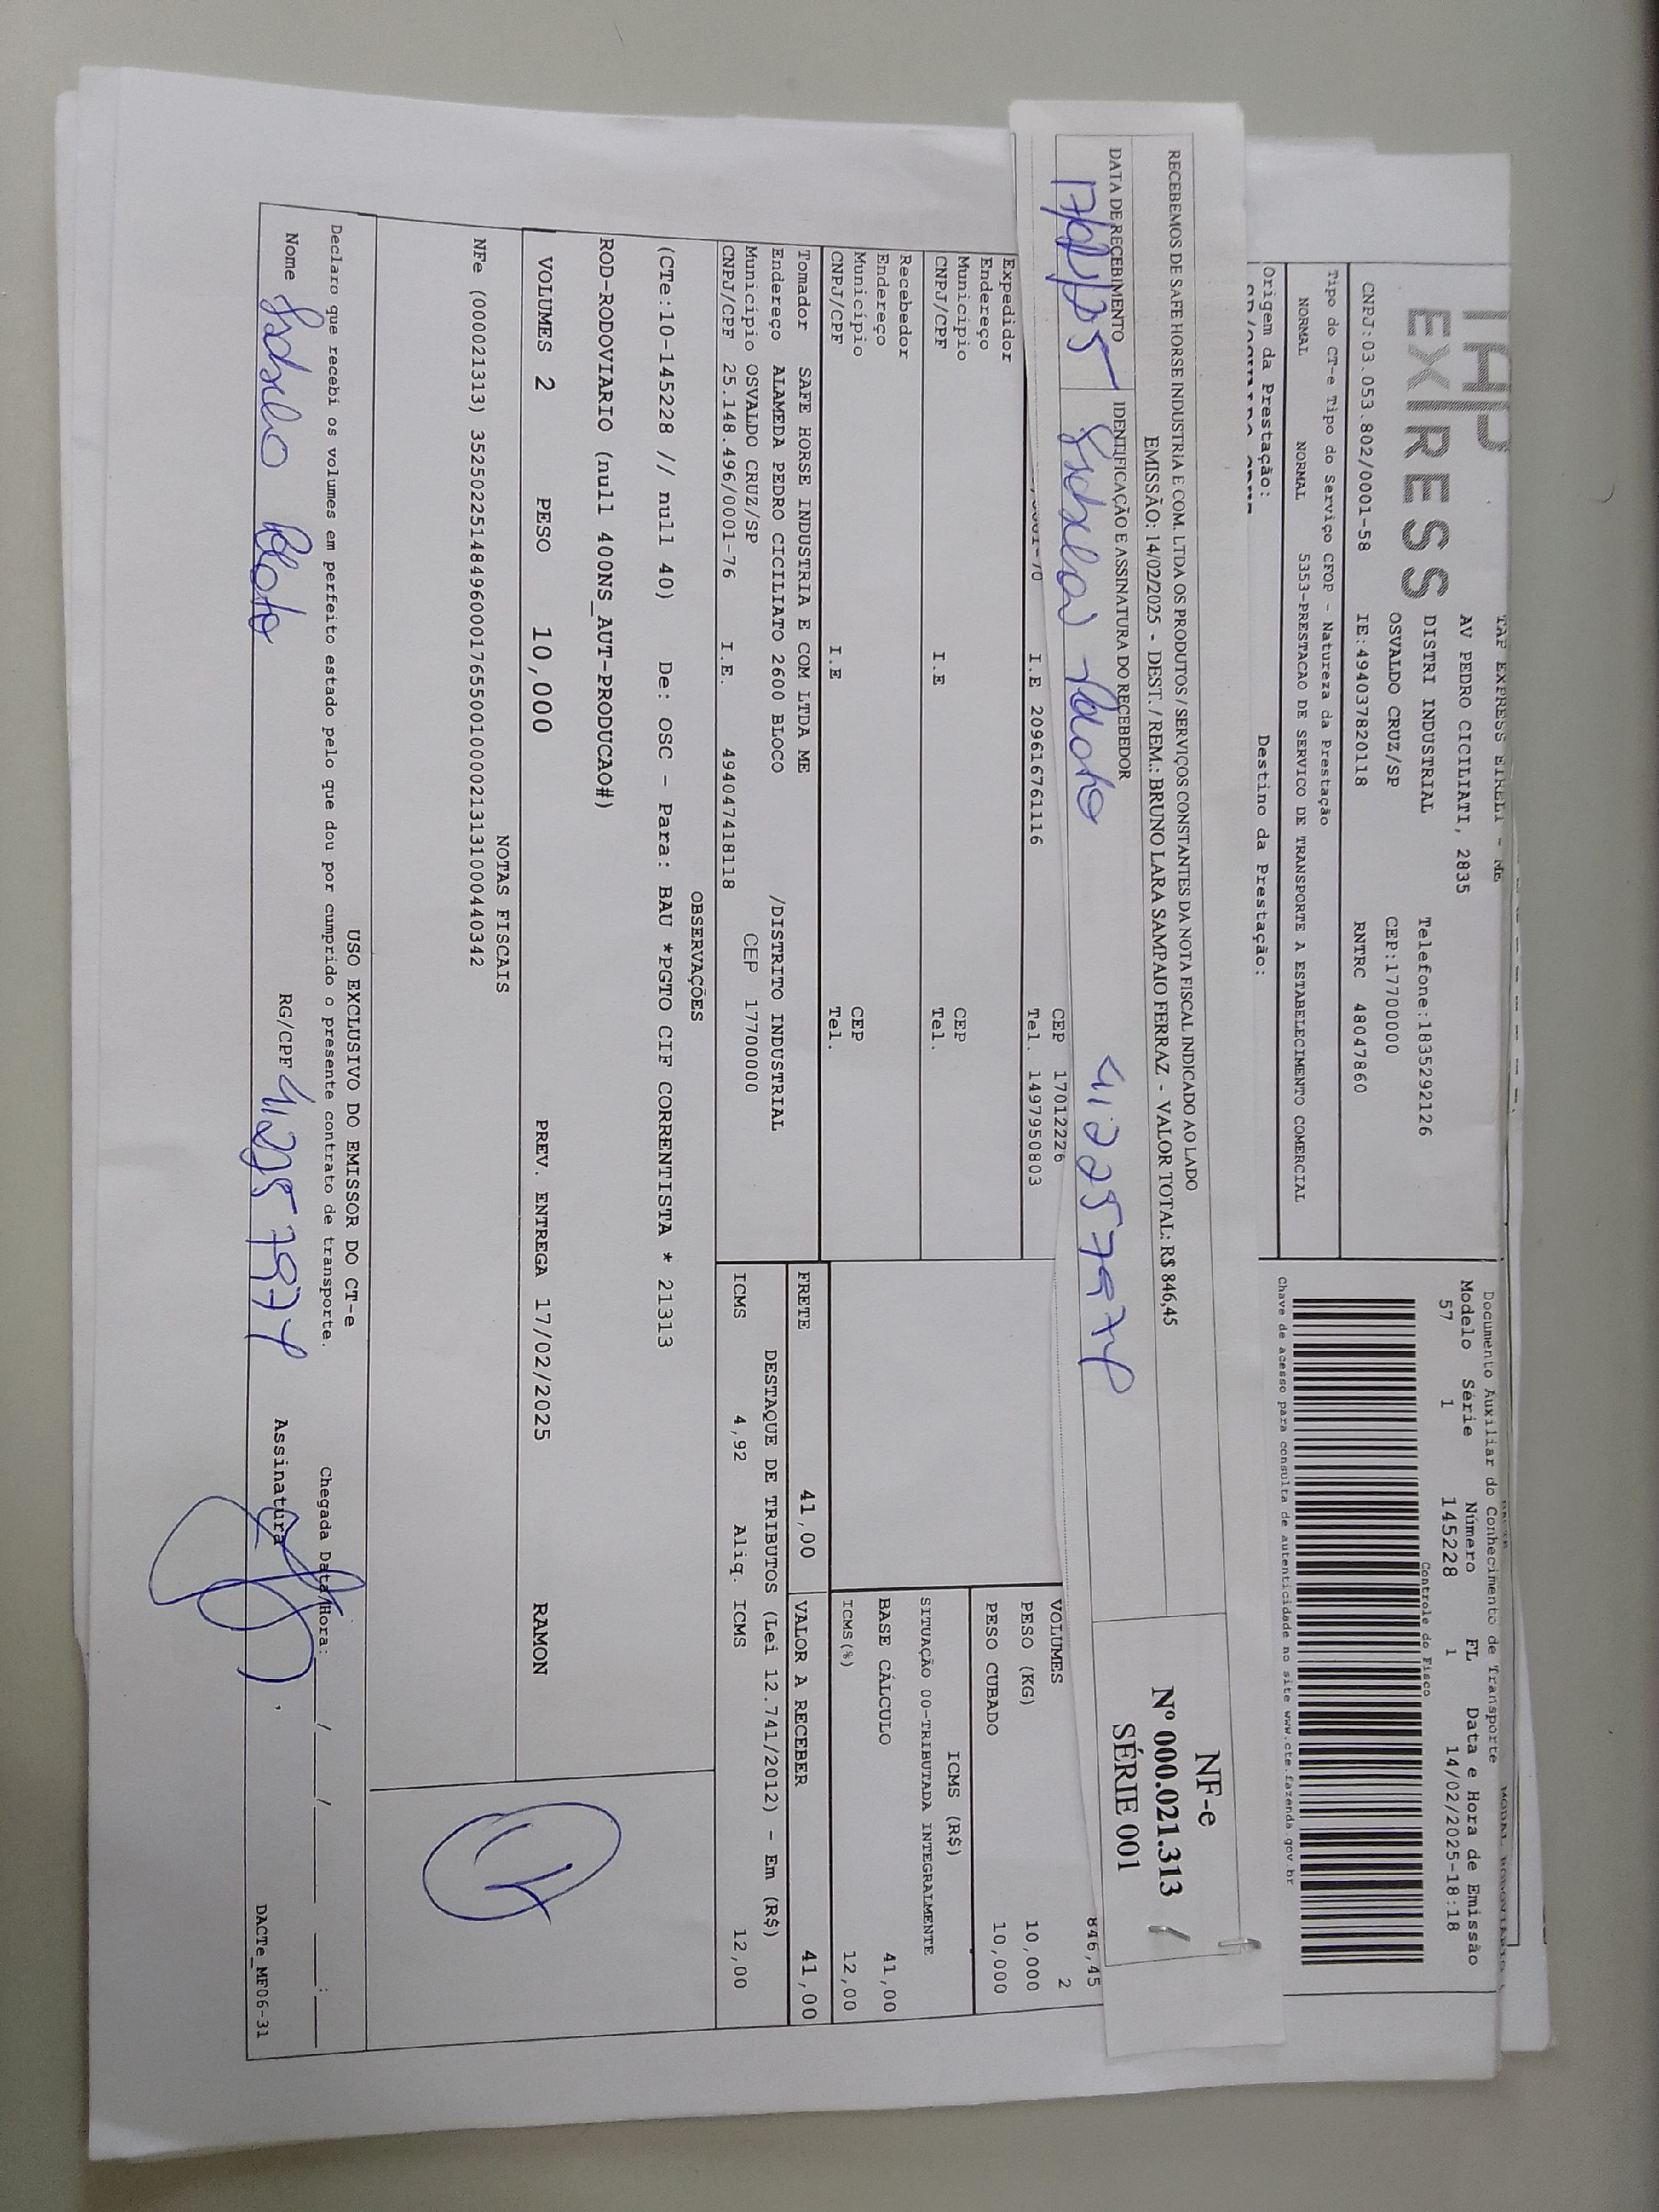 TAP EXPRESS EIRELI - ME
AV PEDRO CICILIATI, 2835
DISTRI INDUSTRIAL Telefone:1835292126
OSVALDO CRUZ/SP CEP:17700000
CNPJ:03.053.802/0001-58 IE:494037820118 RNTRC 48047860
Tipo do CT-e Tipo do Serviço CFOP - Natureza da Prestação
NORMAL NORMAL 5353-PRESTACAO DE SERVICO DE TRANSPORTE A ESTABELECIMENTO COMERCIAL
Origem da Prestação: Destino da Prestação:
Documento Auxiliar do Conhecimento de Transporte
Modelo Série Número FL Data e Hora de Emissão
57 1 145228 1 14/02/2025-18:18
Controle do Fisco
Chave de acesso para consulta de autenticidade no site www.cte.fazenda.gov.br
RECEBEMOS DE SAFE HORSE INDUSTRIA E COM. LTDA OS PRODUTOS / SERVIÇOS CONSTANTES DA NOTA FISCAL INDICADO AO LADO
EMISSÃO: 14/02/2025 - DEST. / REM.: BRUNO LARA SAMPAIO FERRAZ - VALOR TOTAL: R$ 846,45
DATA DE RECEBIMENTO IDENTIFICAÇÃO E ASSINATURA DO RECEBEDOR
NF-e
Nº 000.021.313
SÉRIE 001
846,45
CEP 17012226
I.E 209616761116 Tel. 1497950803
VOLUMES 2
PESO (KG) 10,000
PESO CUBADO 10,000
Expedidor
Endereço
Município CEP
CNPJ/CPF I.E Tel.
Recebedor
Endereço
Município CEP
CNPJ/CPF I.E Tel.
ICMS (R$)
SITUAÇÃO 00-TRIBUTADA INTEGRALMENTE
BASE CÁLCULO 41,00
ICMS(%) 12,00
Tomador SAFE HORSE INDUSTRIA E COM LTDA ME
Endereço ALAMEDA PEDRO CICILIATO 2600 BLOCO /DISTRITO INDUSTRIAL
Município OSVALDO CRUZ/SP CEP 17700000
CNPJ/CPF 25.148.496/0001-76 I.E. 494047418118
FRETE 41,00 VALOR A RECEBER 41,00
DESTAQUE DE TRIBUTOS (Lei 12.741/2012) - Em (R$)
ICMS 4,92 Aliq. ICMS 12,00
OBSERVAÇÕES
(CTe:10-145228 // null 40) De: OSC - Para: BAU *PGTO CIF CORRENTISTA * 21313
ROD-RODOVIARIO (null 400NS_AUT-PRODUCAO#)
VOLUMES 2 PESO 10,000 PREV. ENTREGA 17/02/2025 RAMON
NOTAS FISCAIS
NFe (000021313) 35250225148496000176550010000213131000440342
USO EXCLUSIVO DO EMISSOR DO CT-e
Declaro que recebi os volumes em perfeito estado pelo que dou por cumprido o presente contrato de transporte. Chegada Data/Hora: ___/___/___ ___:___
Nome RG/CPF Assinatura
DACTe_MF06-31